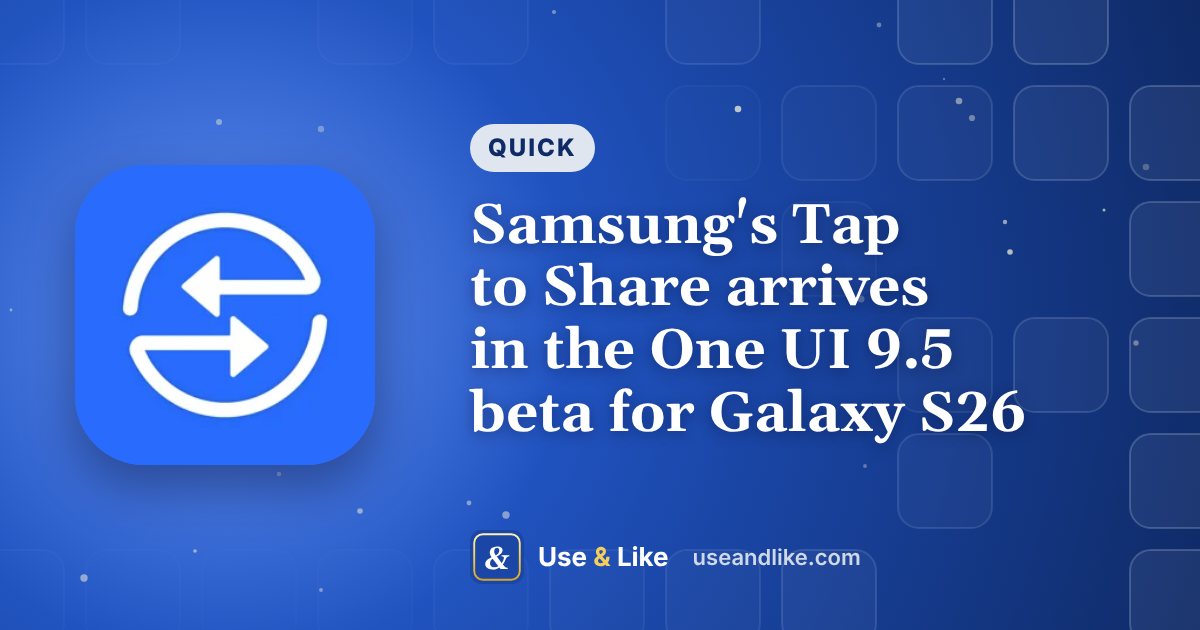 QUICK
Samsung's Tap
to Share arrives
in the One UI 9.5
beta for Galaxy S26
& Use & Like useandlike.com